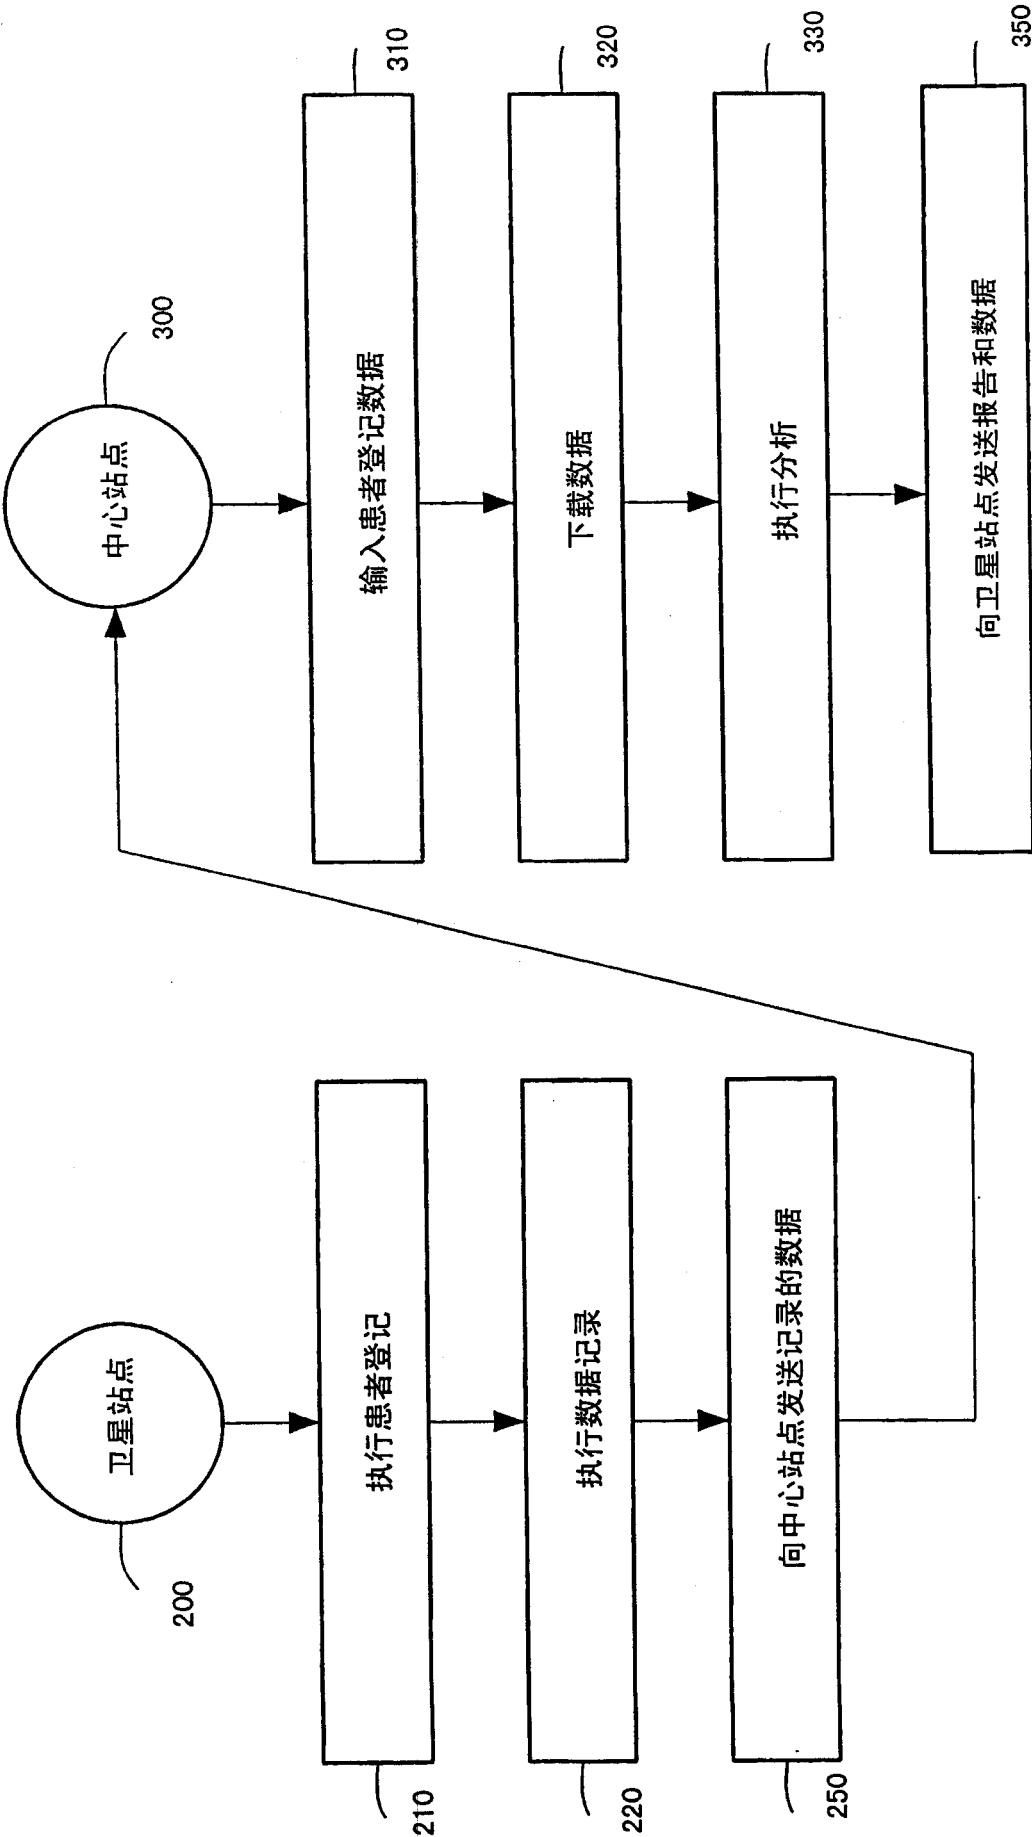 卫星站点
200
执行患者登记
210
执行数据记录
220
向中心站点发送记录的数据
250
中心站点
300
输入患者登记数据
310
下载数据
320
执行分析
330
向卫星站点发送报告和数据
350